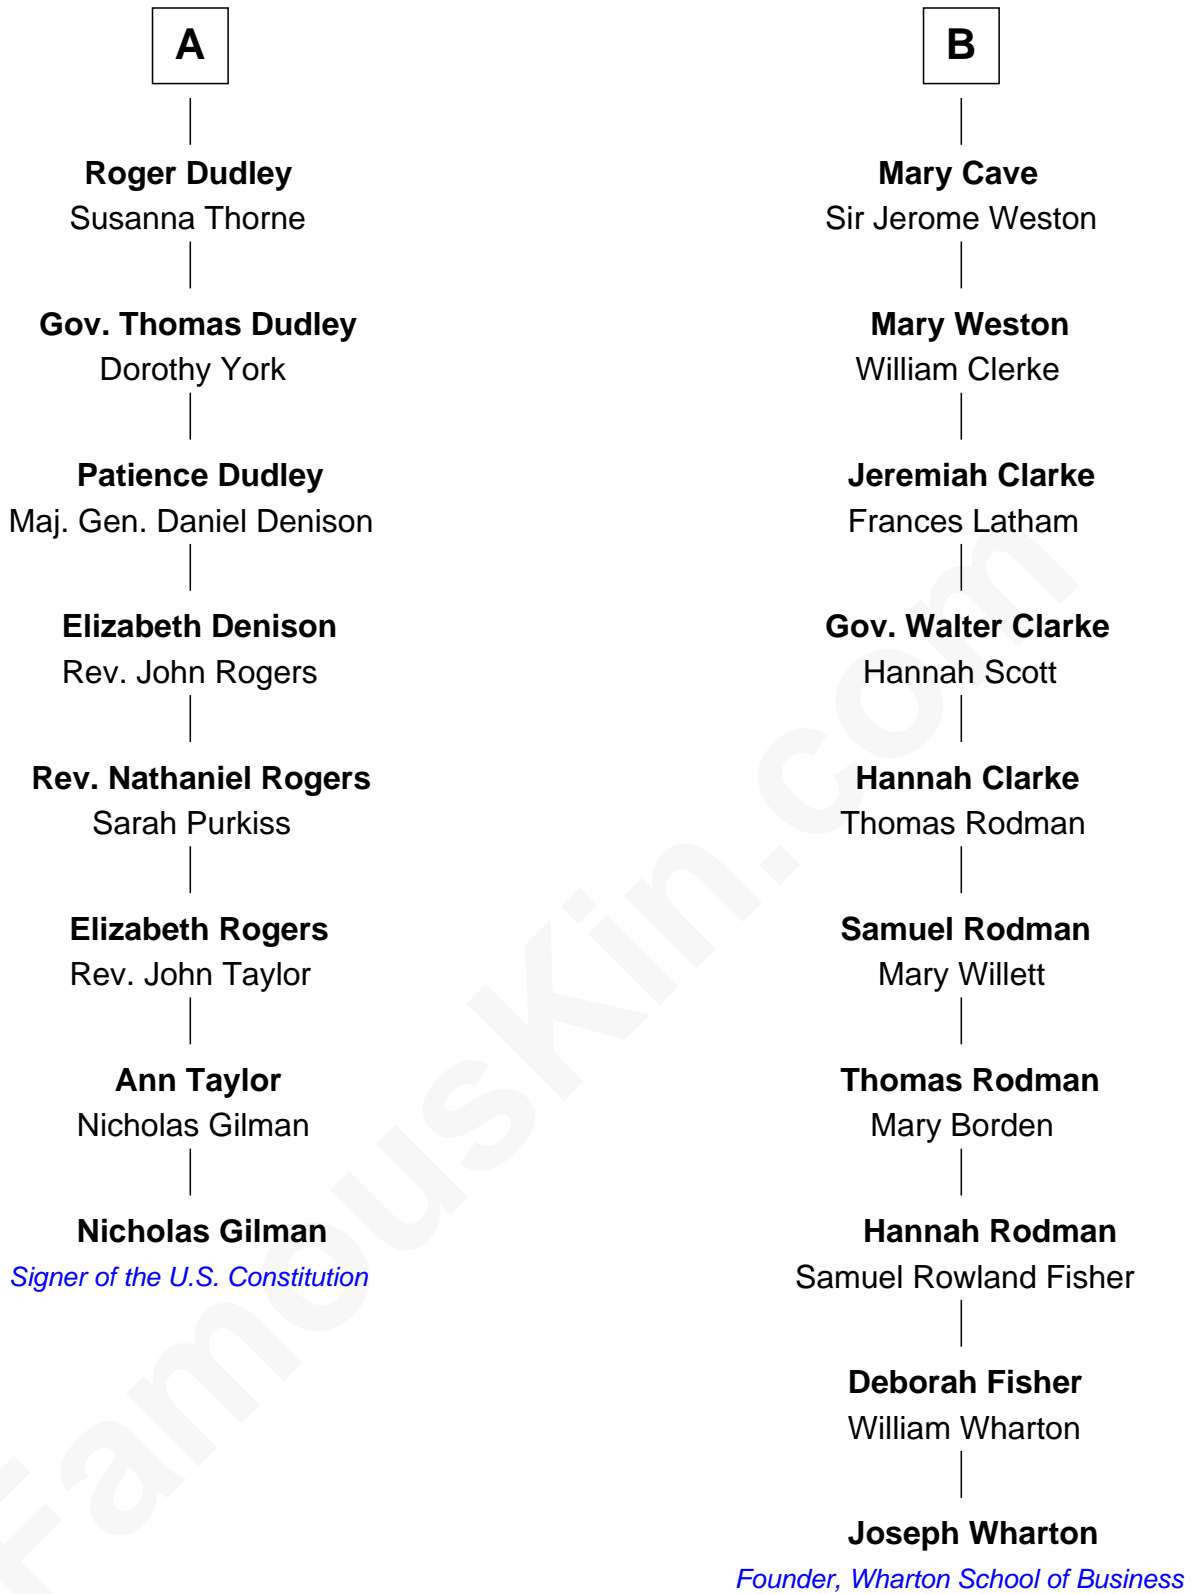 A
Roger Dudley
Susanna Thorne
Gov. Thomas Dudley
Dorothy York
Patience Dudley
Maj. Gen. Daniel Denison
Elizabeth Denison
Rev. John Rogers
Rev. Nathaniel Rogers
Sarah Purkiss
Elizabeth Rogers
Rev. John Taylor
Ann Taylor
Nicholas Gilman
Nicholas Gilman
Signer of the U.S. Constitution
B
Mary Cave
Sir Jerome Weston
Mary Weston
William Clerke
Jeremiah Clarke
Frances Latham
Gov. Walter Clarke
Hannah Scott
Hannah Clarke
Thomas Rodman
Samuel Rodman
Mary Willett
Thomas Rodman
Mary Borden
Hannah Rodman
Samuel Rowland Fisher
Deborah Fisher
William Wharton
Joseph Wharton
Founder, Wharton School of Business
FamousKin.com